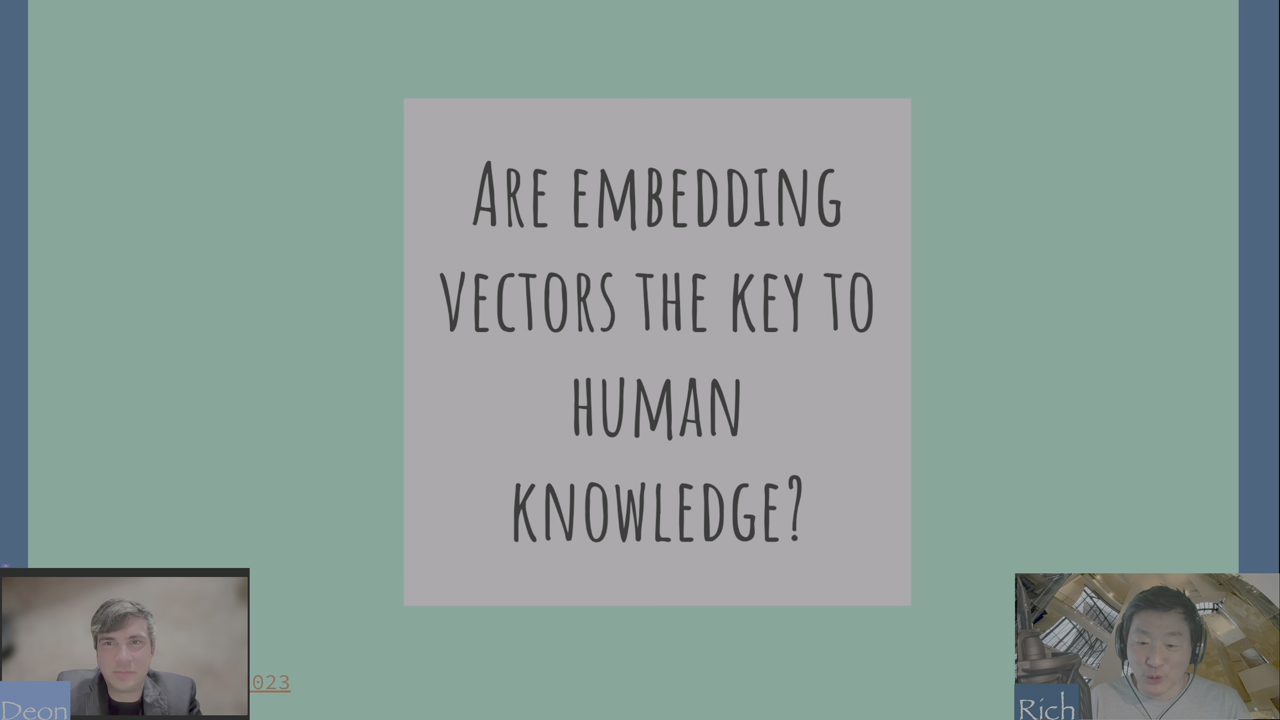 ARE EMBEDDING
VECTORS THE KEY TO
HUMAN
KNOWLEDGE?
023
Deon
Rich